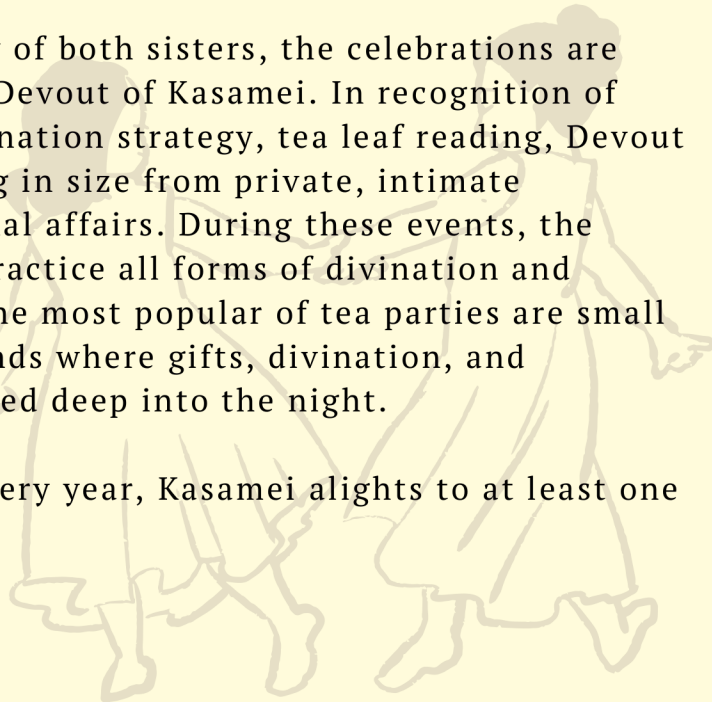 of both sisters, the celebrations are
Devout of Kasamei. In recognition of
nation strategy, tea leaf reading, Devout
g in size from private, intimate
al affairs. During these events, the
ractice all forms of divination and
he most popular of tea parties are small
nds where gifts, divination, and
ed deep into the night.
ery year, Kasamei alights to at least one